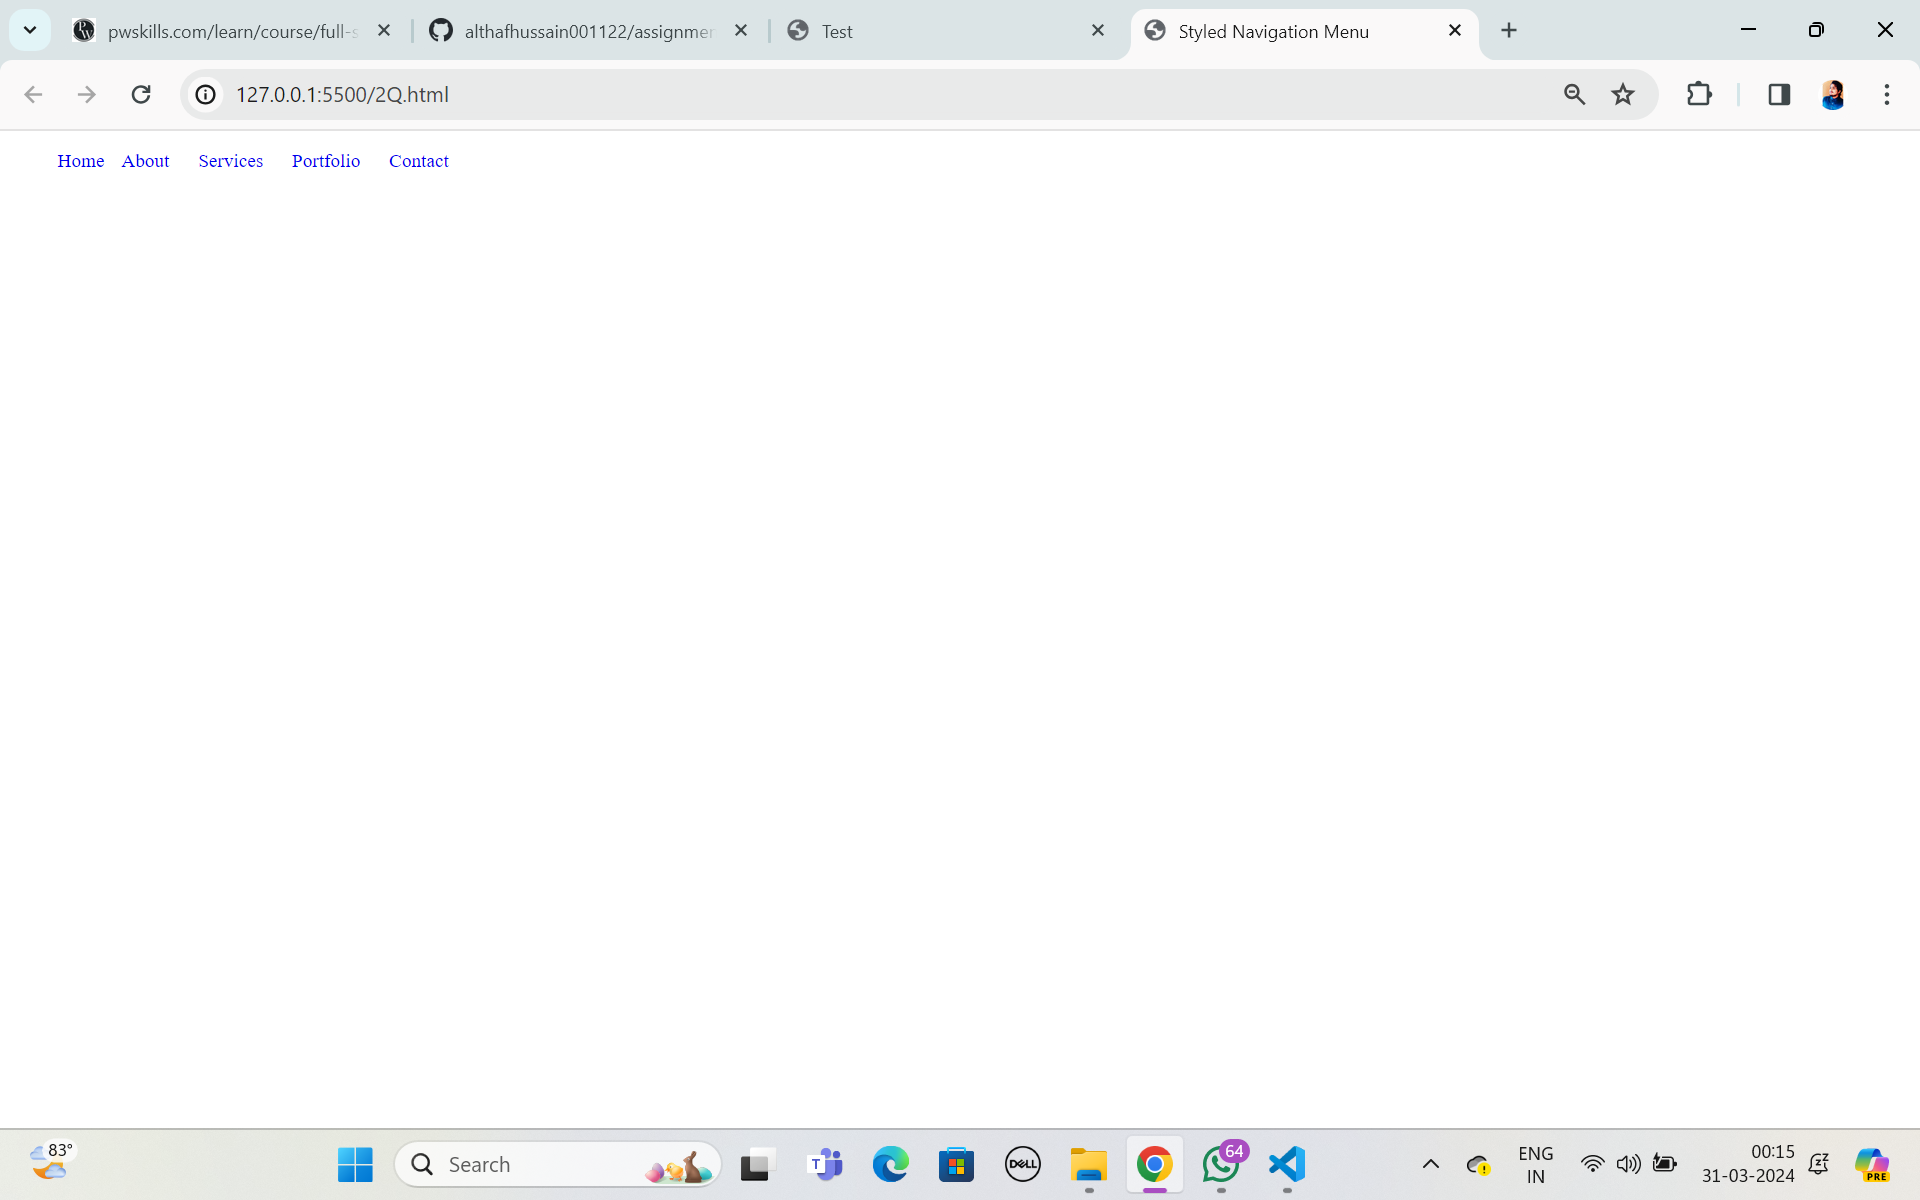 pwskills.com/learn/course/full-s
althafhussain001122/assignmen
Test
Styled Navigation Menu
127.0.0.1:5500/2Q.html
Home About Services Portfolio Contact
83°
Search
T
DELL
64
ENG
IN
00:15
31-03-2024
PRE